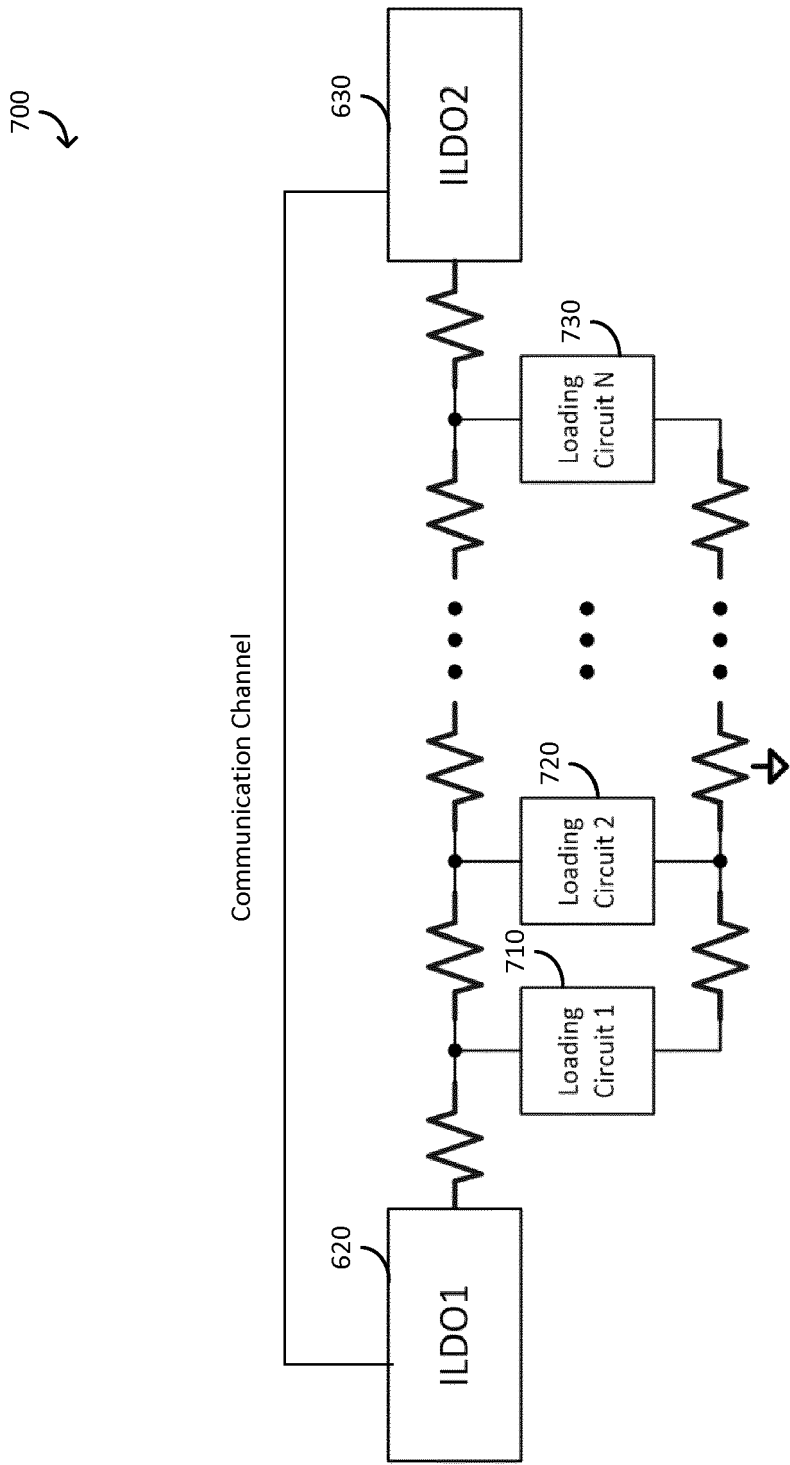 700
Communication Channel
620
ILDO1
630
ILDO2
710
Loading
Circuit 1
720
Loading
Circuit 2
730
Loading
Circuit N